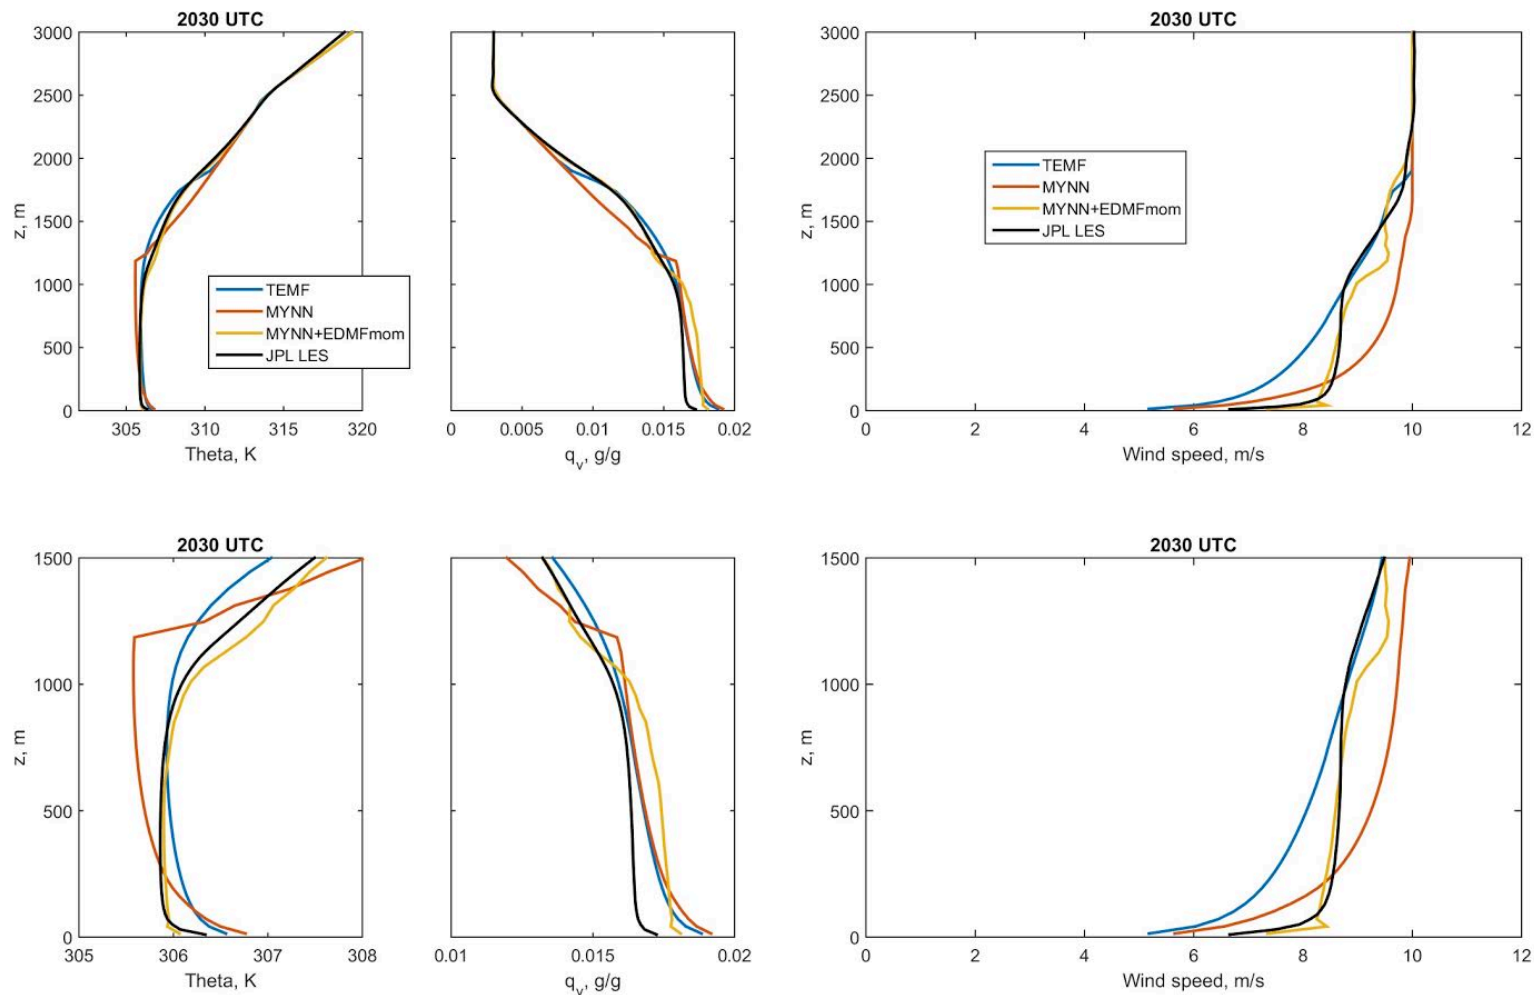 2030 UTC
3000
2500
2000
1500
1000
500
0
z, m
305 310 315 320
Theta, K
TEMF
MYNN
MYNN+EDMFmom
JPL LES
0 0.005 0.01 0.015 0.02
qv, g/g
2030 UTC
3000
2500
2000
1500
1000
500
0
z, m
TEMF
MYNN
MYNN+EDMFmom
JPL LES
0 2 4 6 8 10 12
Wind speed, m/s
2030 UTC
1500
1000
500
0
z, m
305 306 307 308
Theta, K
0.01 0.015 0.02
qv, g/g
2030 UTC
1500
1000
500
0
z, m
0 2 4 6 8 10 12
Wind speed, m/s